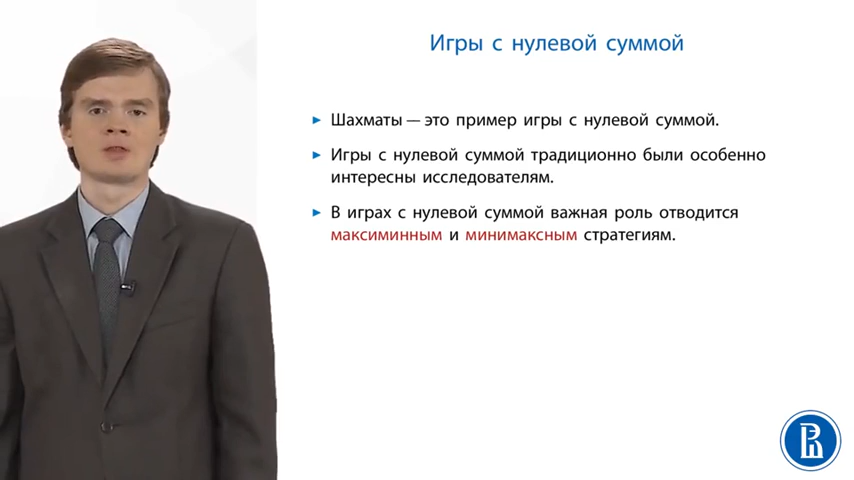 Игры с нулевой суммой
Шахматы — это пример игры с нулевой суммой.
Игры с нулевой суммой традиционно были особенно
интересны исследователям.
В играх с нулевой суммой важная роль отводится
максиминным и минимаксным стратегиям.